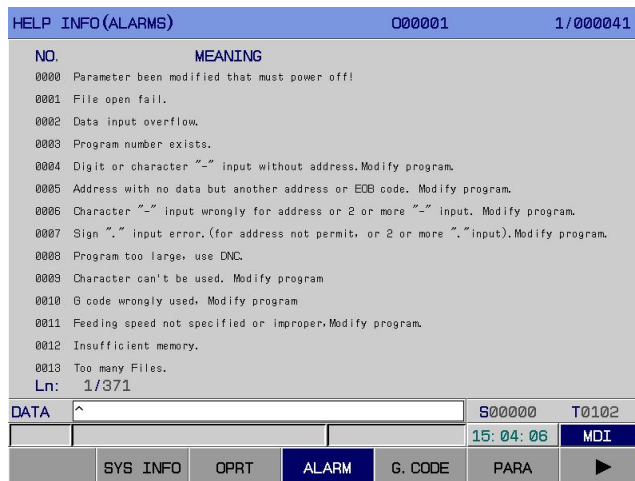 HELP INFO(ALARMS) O00001 1/000041
NO. MEANING
0000 Parameter been modified that must power off!
0001 File open fail.
0002 Data input overflow.
0003 Program number exists.
0004 Digit or character "-" input without address.Modify program.
0005 Address with no data but another address or EOB code. Modify program.
0006 Character "-" input wrongly for address or 2 or more "-" input. Modify program.
0007 Sign "." input error.(for address not permit, or 2 or more "."input).Modify program.
0008 Program too large, use DNC.
0009 Character can't be used. Modify program
0010 G code wrongly used, Modify program
0011 Feeding speed not specified or improper,Modify program.
0012 Insufficient memory.
0013 Too many Files.
Ln: 1/371
DATA ^ S00000 T0102
15:04:06 MDI
SYS INFO OPRT ALARM G. CODE PARA